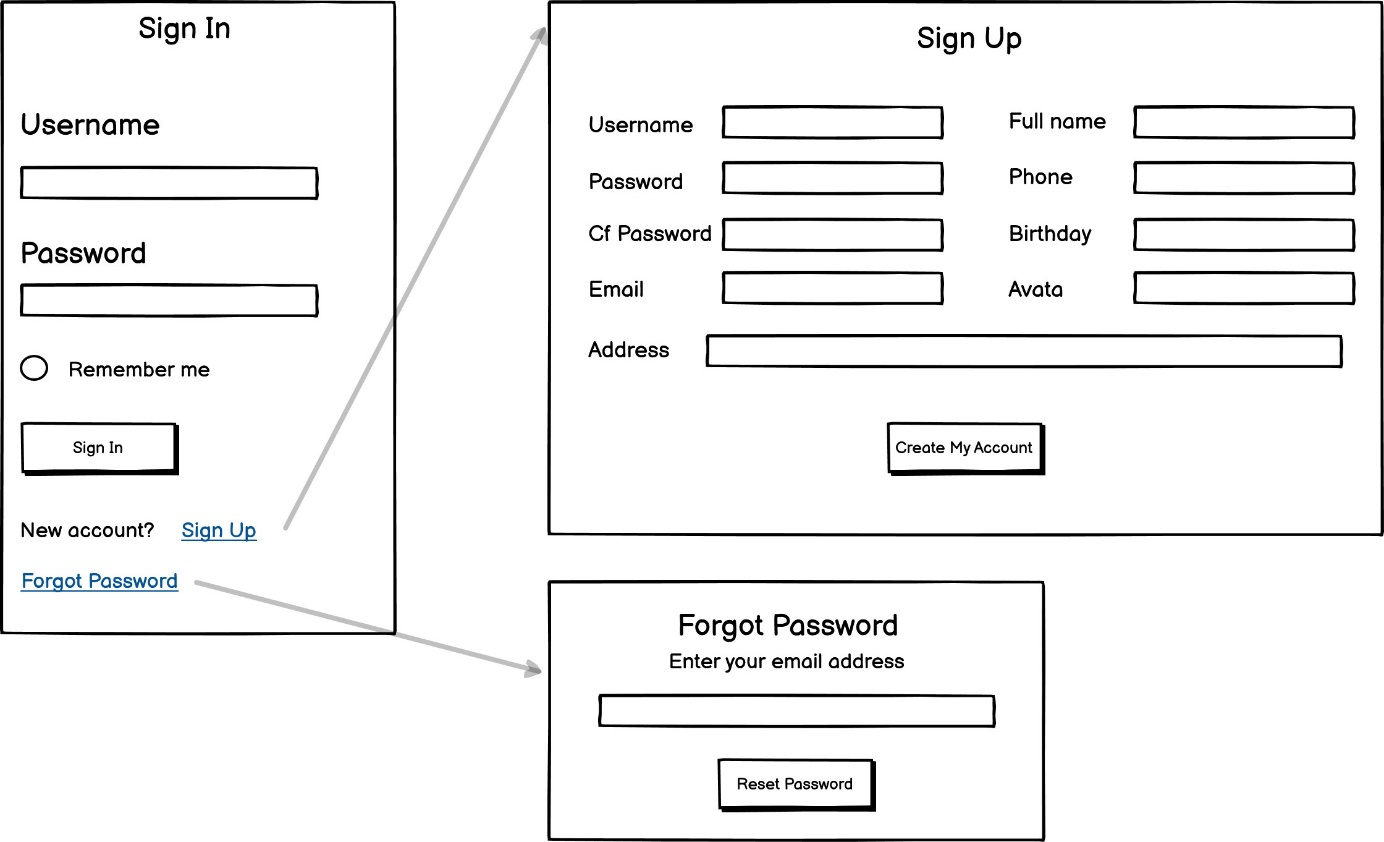 Sign In
Username
Password
Remember me
Sign In
New account? Sign Up
Forgot Password
Sign Up
Username Full name
Password Phone
Cf Password Birthday
Email Avata
Address
Create My Account
Forgot Password
Enter your email address
Reset Password